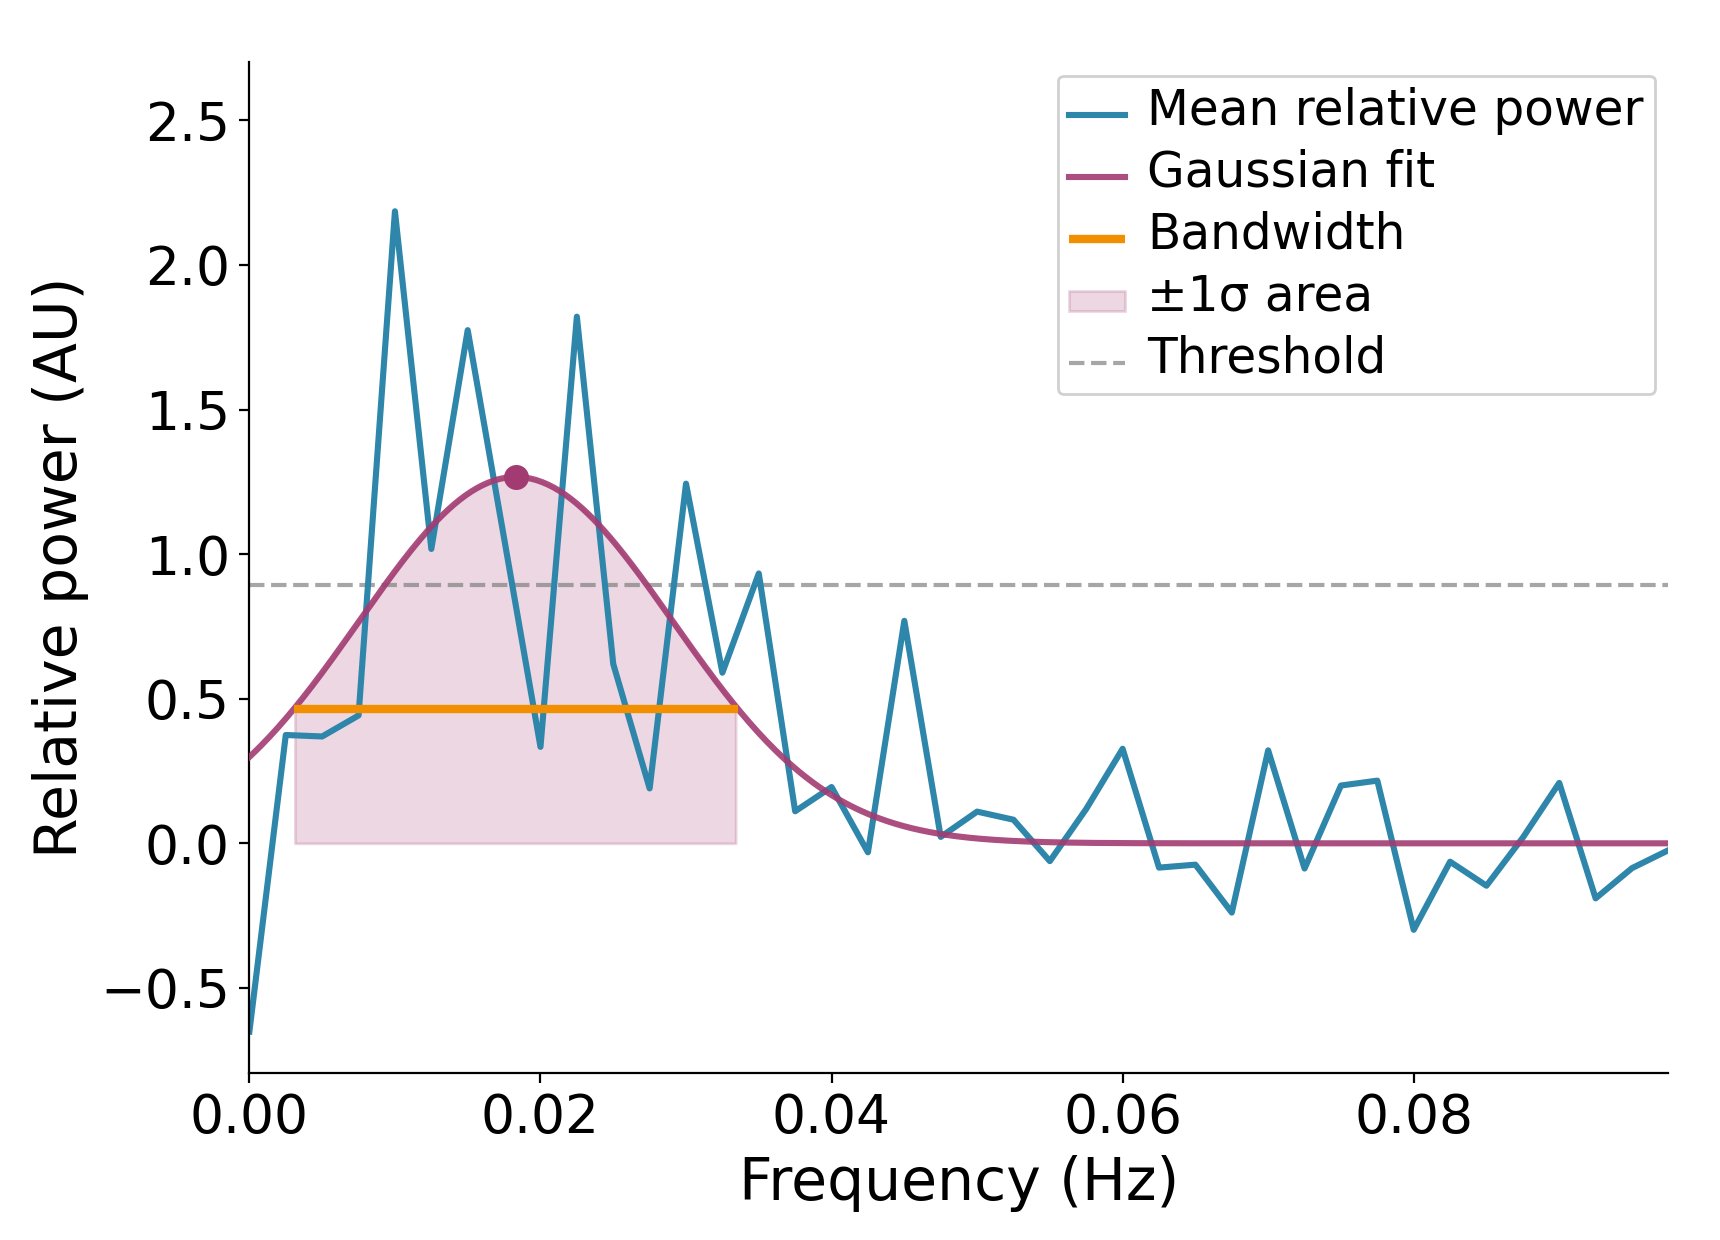 Mean relative power
Gaussian fit
Bandwidth
±1σ area
Threshold
Relative power (AU)
2.5
2.0
1.5
1.0
0.5
0.0
−0.5
0.00 0.02 0.04 0.06 0.08
Frequency (Hz)